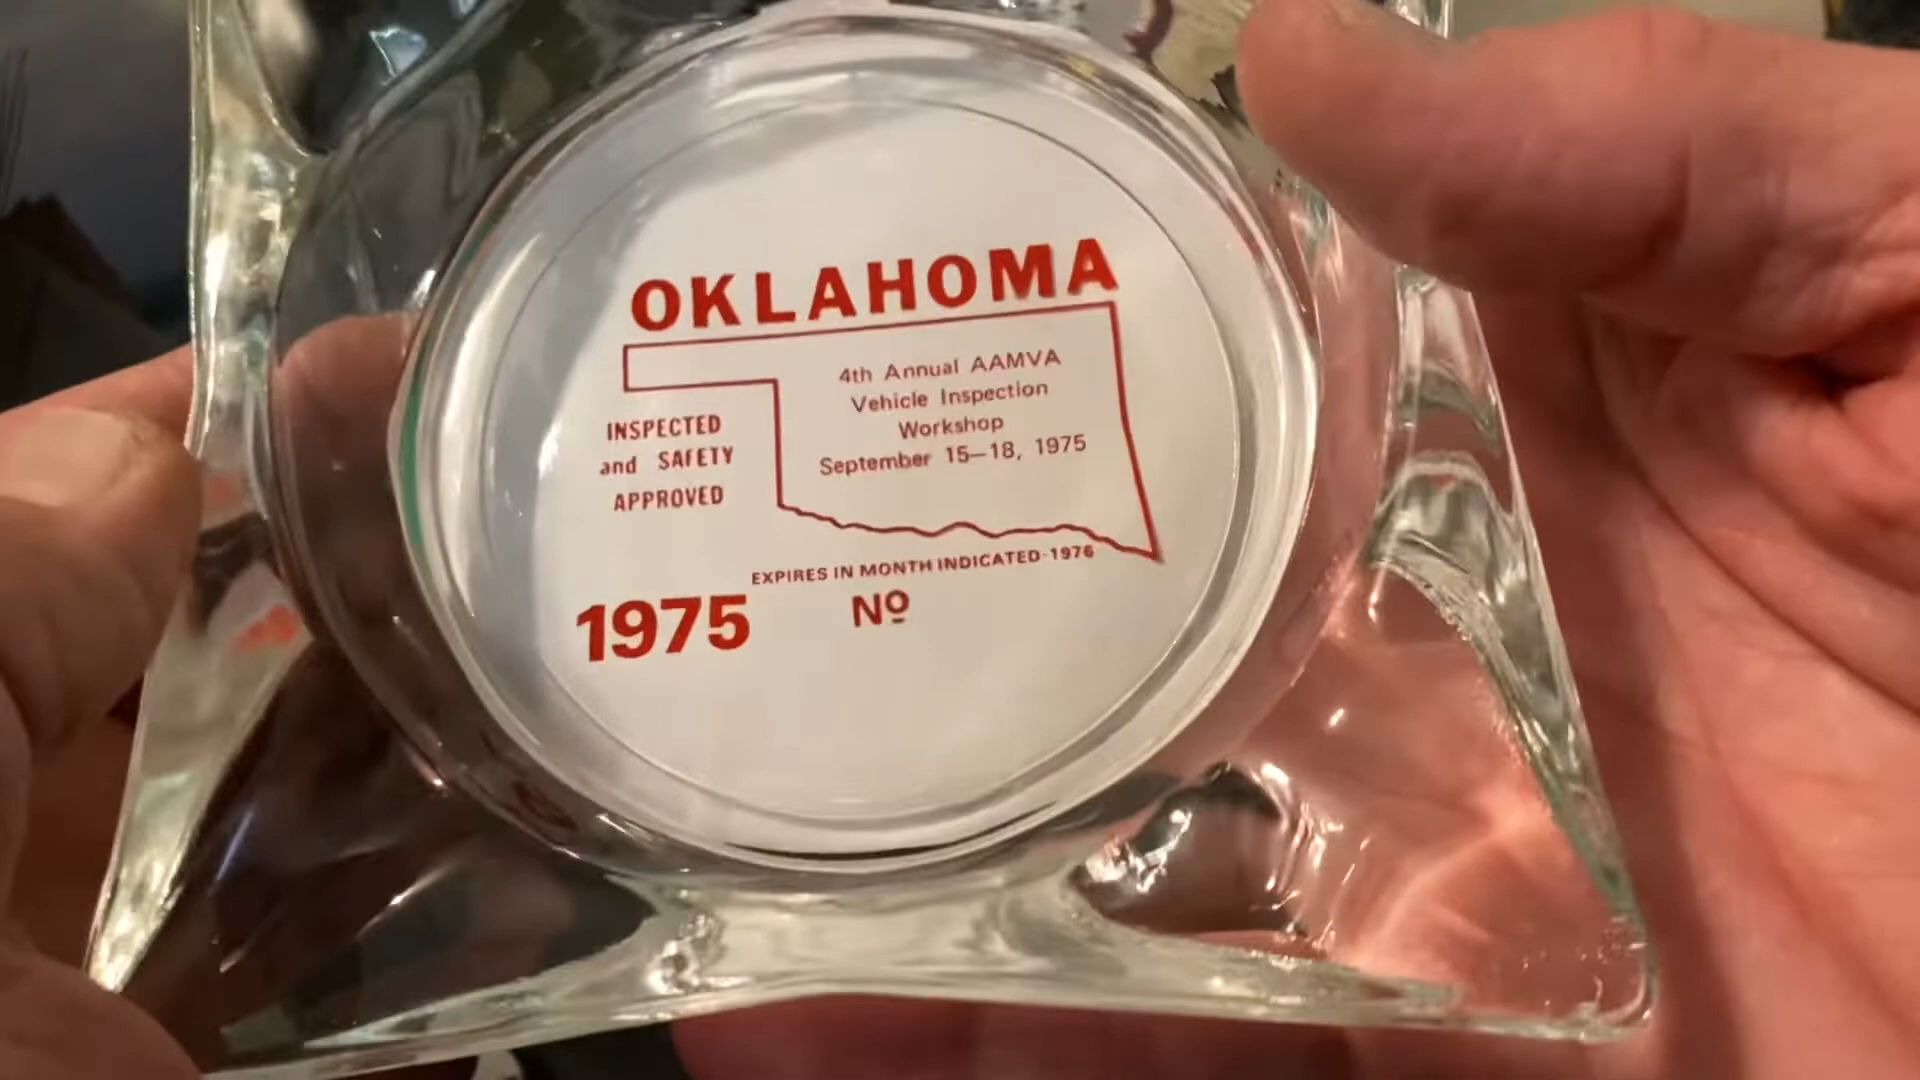 OKLAHOMA
4th Annual AAMVA
Vehicle Inspection
Workshop
September 15–18, 1975
INSPECTED
and SAFETY
APPROVED
EXPIRES IN MONTH INDICATED-1976
1975 Nº